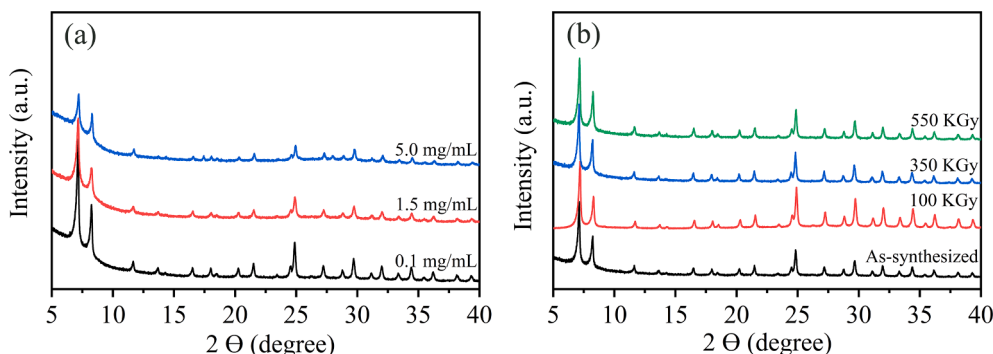 (a)
Intensity (a.u.)
5.0 mg/mL
1.5 mg/mL
0.1 mg/mL
5 10 15 20 25 30 35 40
2 Ɵ (degree)
(b)
Intensity (a.u.)
550 KGy
350 KGy
100 KGy
As-synthesized
5 10 15 20 25 30 35 40
2 Ɵ (degree)